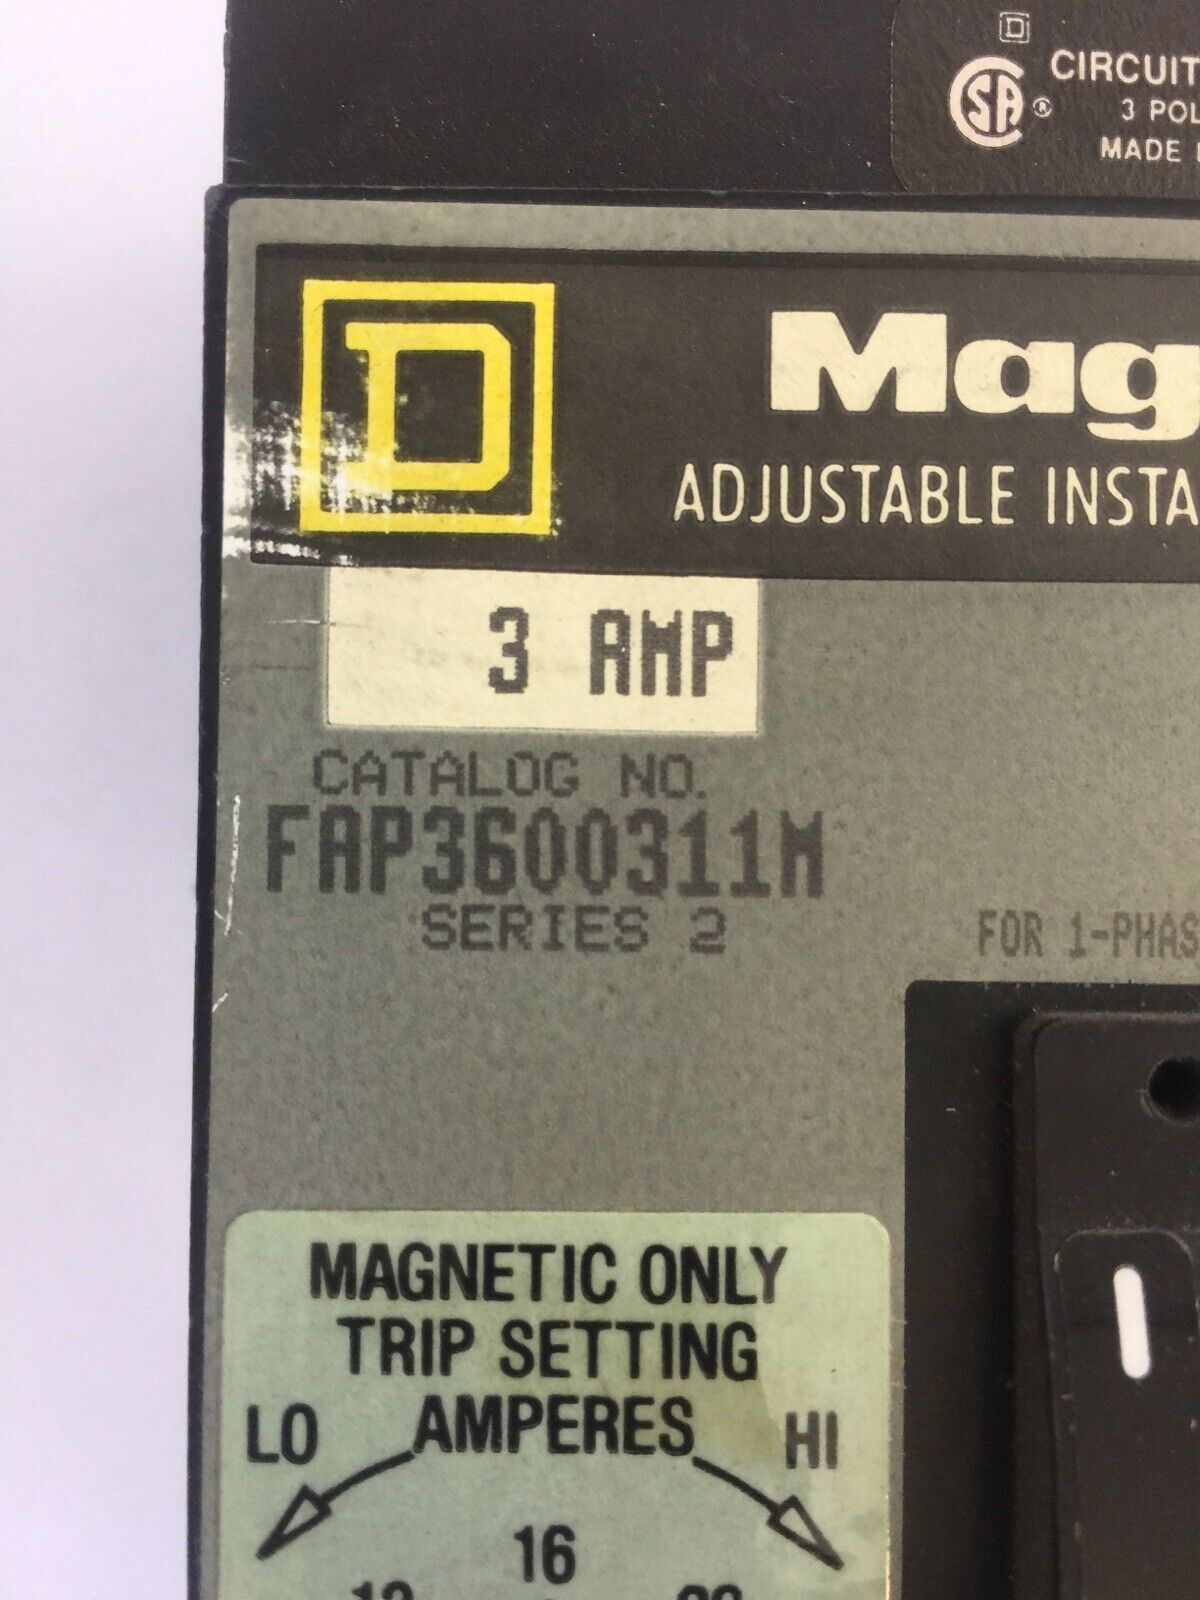 D
CSA ® CIRCUIT
3 POL
MADE
D
Mag
ADJUSTABLE INSTA
3 AMP
CATALOG NO.
FAP3600311M
SERIES 2
FOR 1-PHAS
MAGNETIC ONLY
TRIP SETTING
AMPERES
LO HI
16